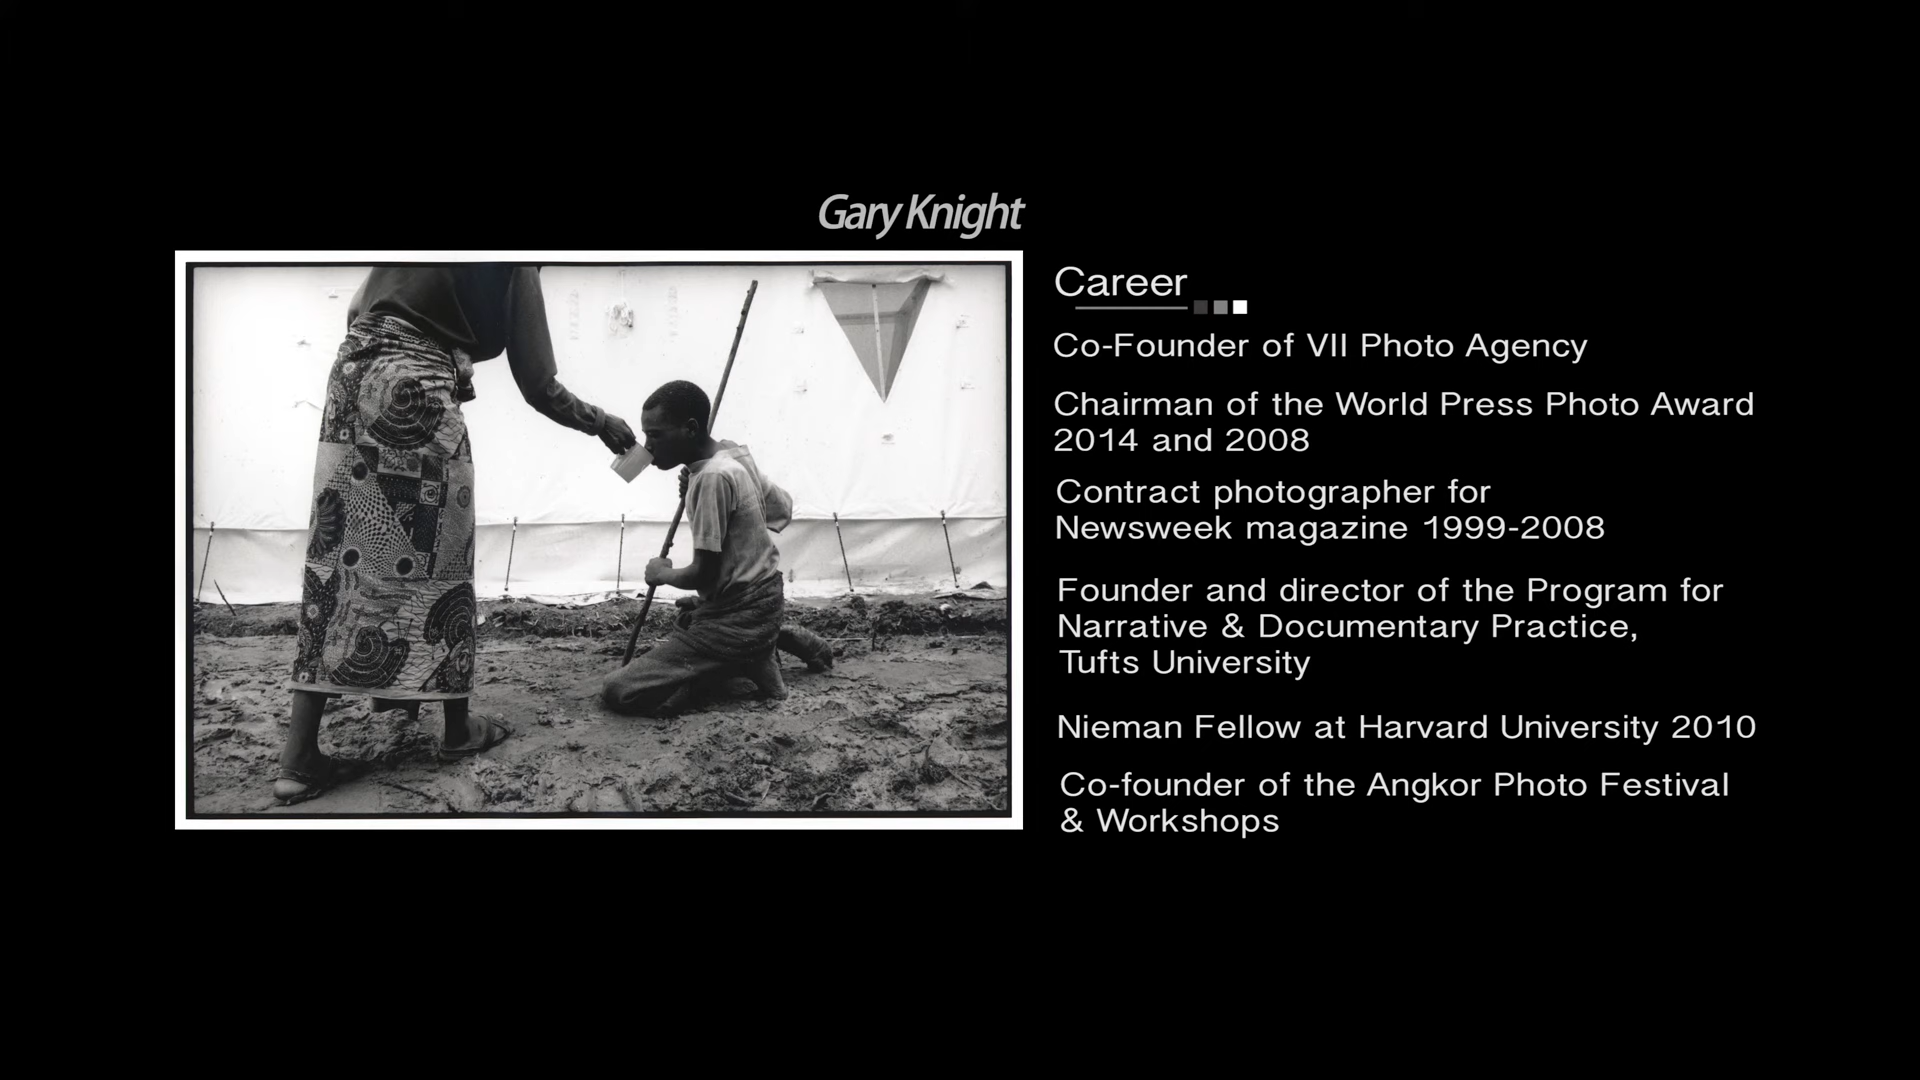 Gary Knight
Career
Co-Founder of VII Photo Agency
Chairman of the World Press Photo Award
2014 and 2008
Contract photographer for
Newsweek magazine 1999-2008
Founder and director of the Program for
Narrative & Documentary Practice,
Tufts University
Nieman Fellow at Harvard University 2010
Co-founder of the Angkor Photo Festival
& Workshops